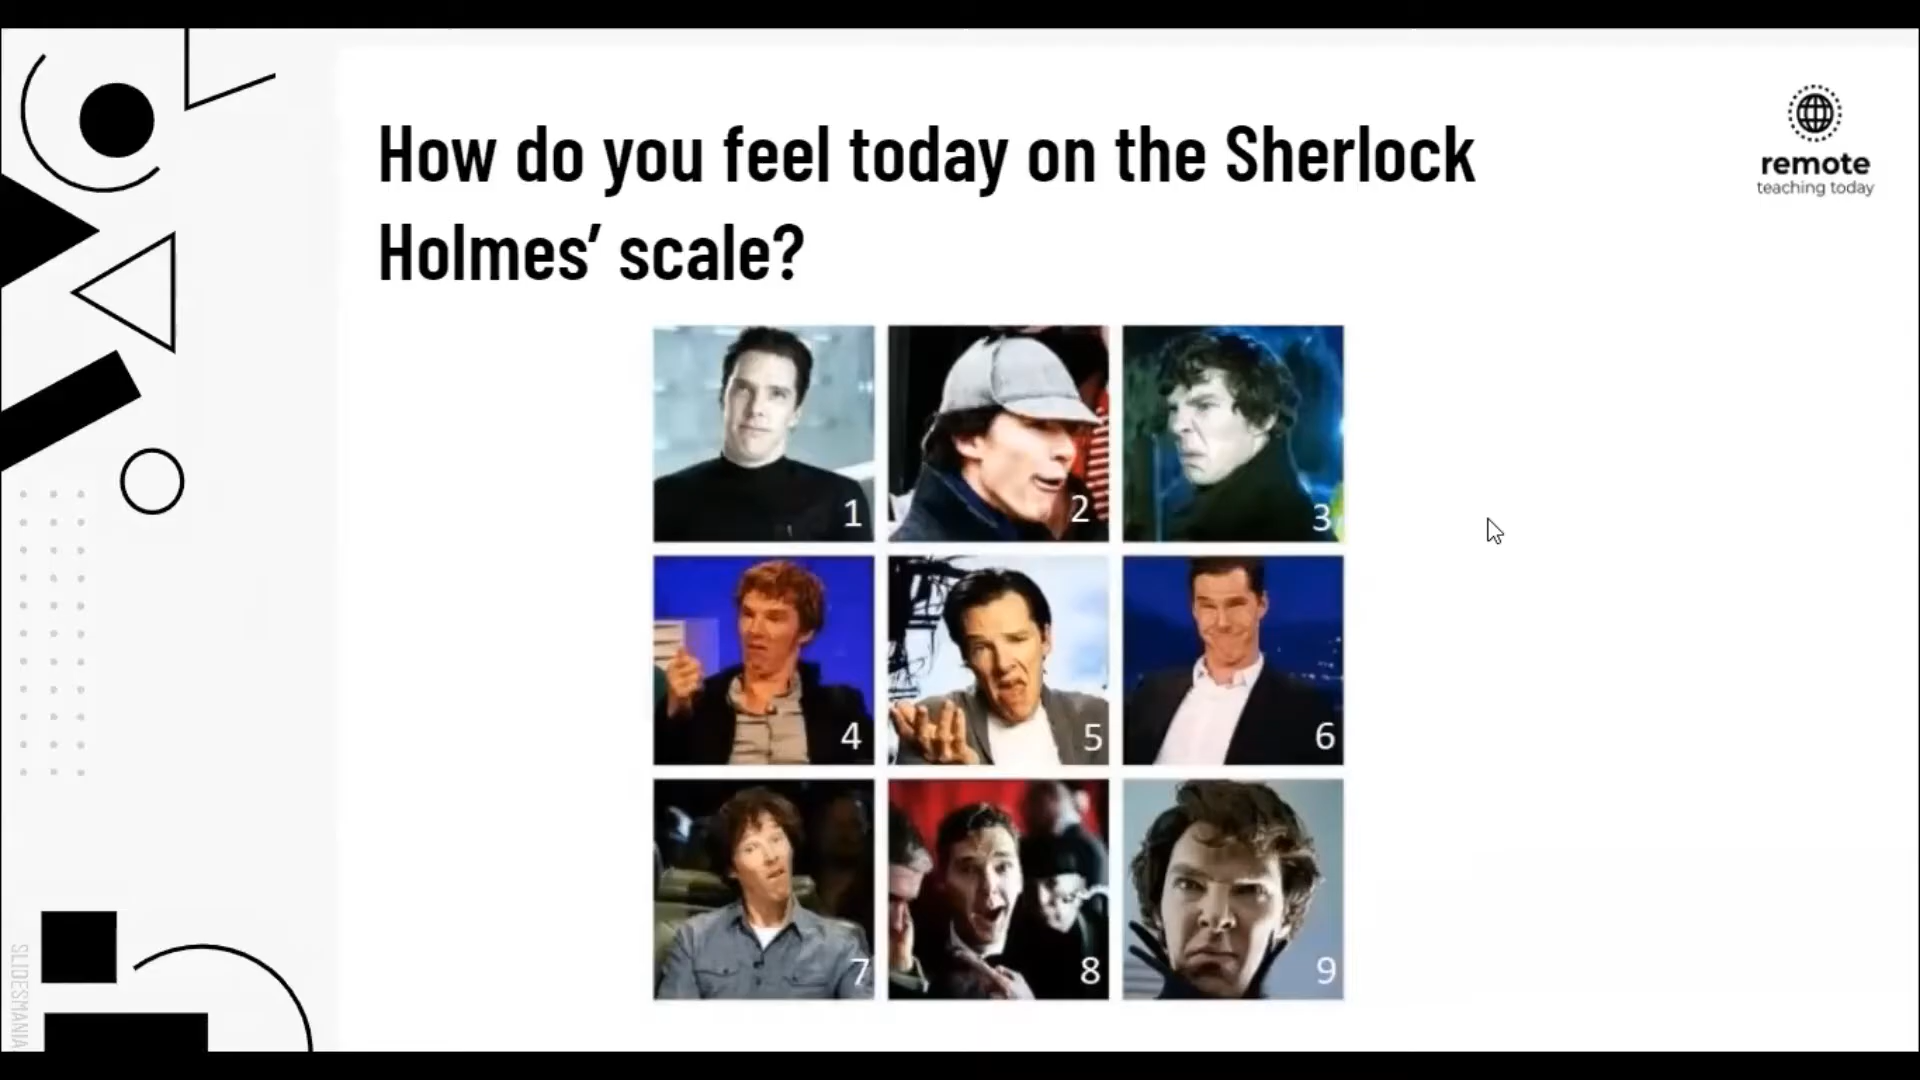 How do you feel today on the Sherlock
Holmes’ scale?
remote
teaching today
1
2
3
4
5
6
7
8
9
SLIDESMANIA